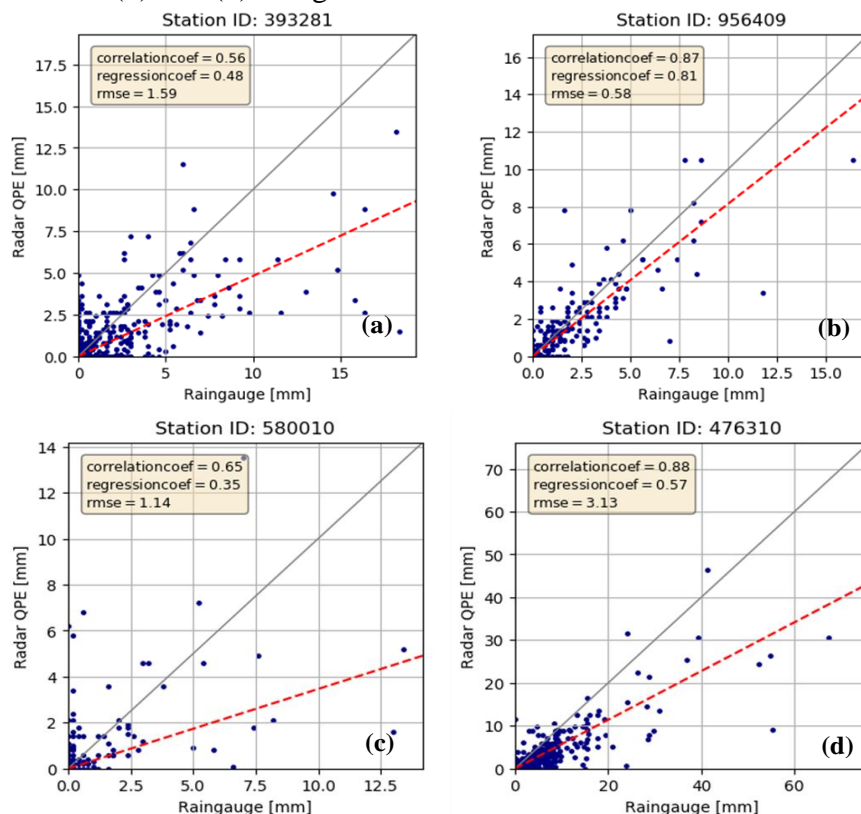 Station ID: 393281
correlationcoef = 0.56
regressioncoef = 0.48
rmse = 1.59
17.5
15.0
12.5
10.0
7.5
5.0
2.5
0.0
Radar QPE [mm]
0
5
10
15
Raingauge [mm]
(a)
Station ID: 956409
correlationcoef = 0.87
regressioncoef = 0.81
rmse = 0.58
16
14
12
10
8
6
4
2
0
Radar QPE [mm]
0.0
2.5
5.0
7.5
10.0
12.5
15.0
Raingauge [mm]
(b)
Station ID: 580010
correlationcoef = 0.65
regressioncoef = 0.35
rmse = 1.14
14
12
10
8
6
4
2
0
Radar QPE [mm]
0.0
2.5
5.0
7.5
10.0
12.5
Raingauge [mm]
(c)
Station ID: 476310
correlationcoef = 0.88
regressioncoef = 0.57
rmse = 3.13
70
60
50
40
30
20
10
0
Radar QPE [mm]
0
20
40
60
Raingauge [mm]
(d)